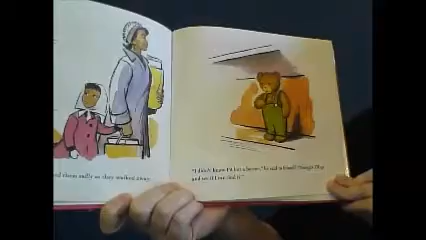 sadly as they walked away.
"I didn't know I'd lost a button," he said to himself. "Tonight I'll go
and see if I can find it."